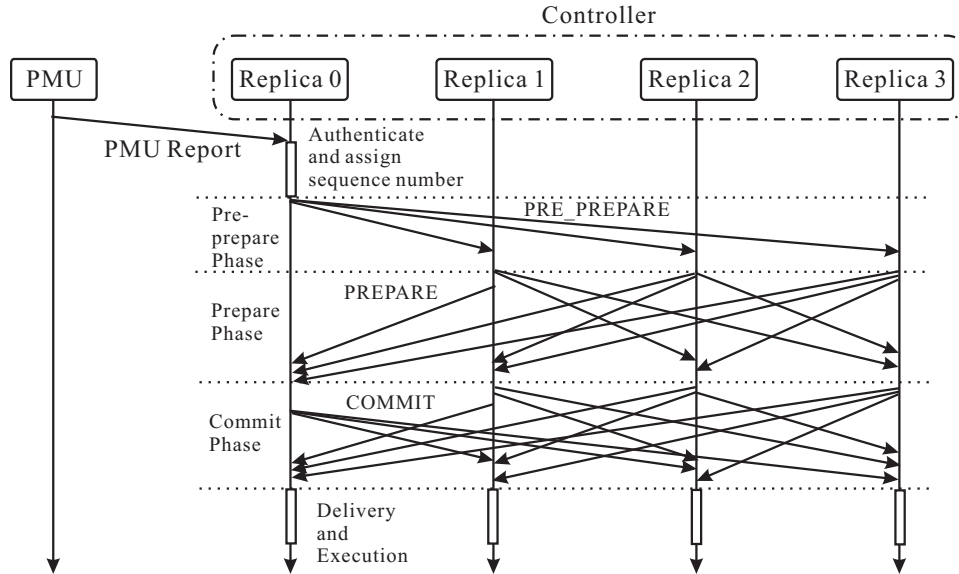 Controller
PMU
Replica 0
Replica 1
Replica 2
Replica 3
PMU Report
Authenticate
and assign
sequence number
Pre-
prepare
Phase
PRE_PREPARE
Prepare
Phase
PREPARE
Commit
Phase
COMMIT
Delivery
and
Execution